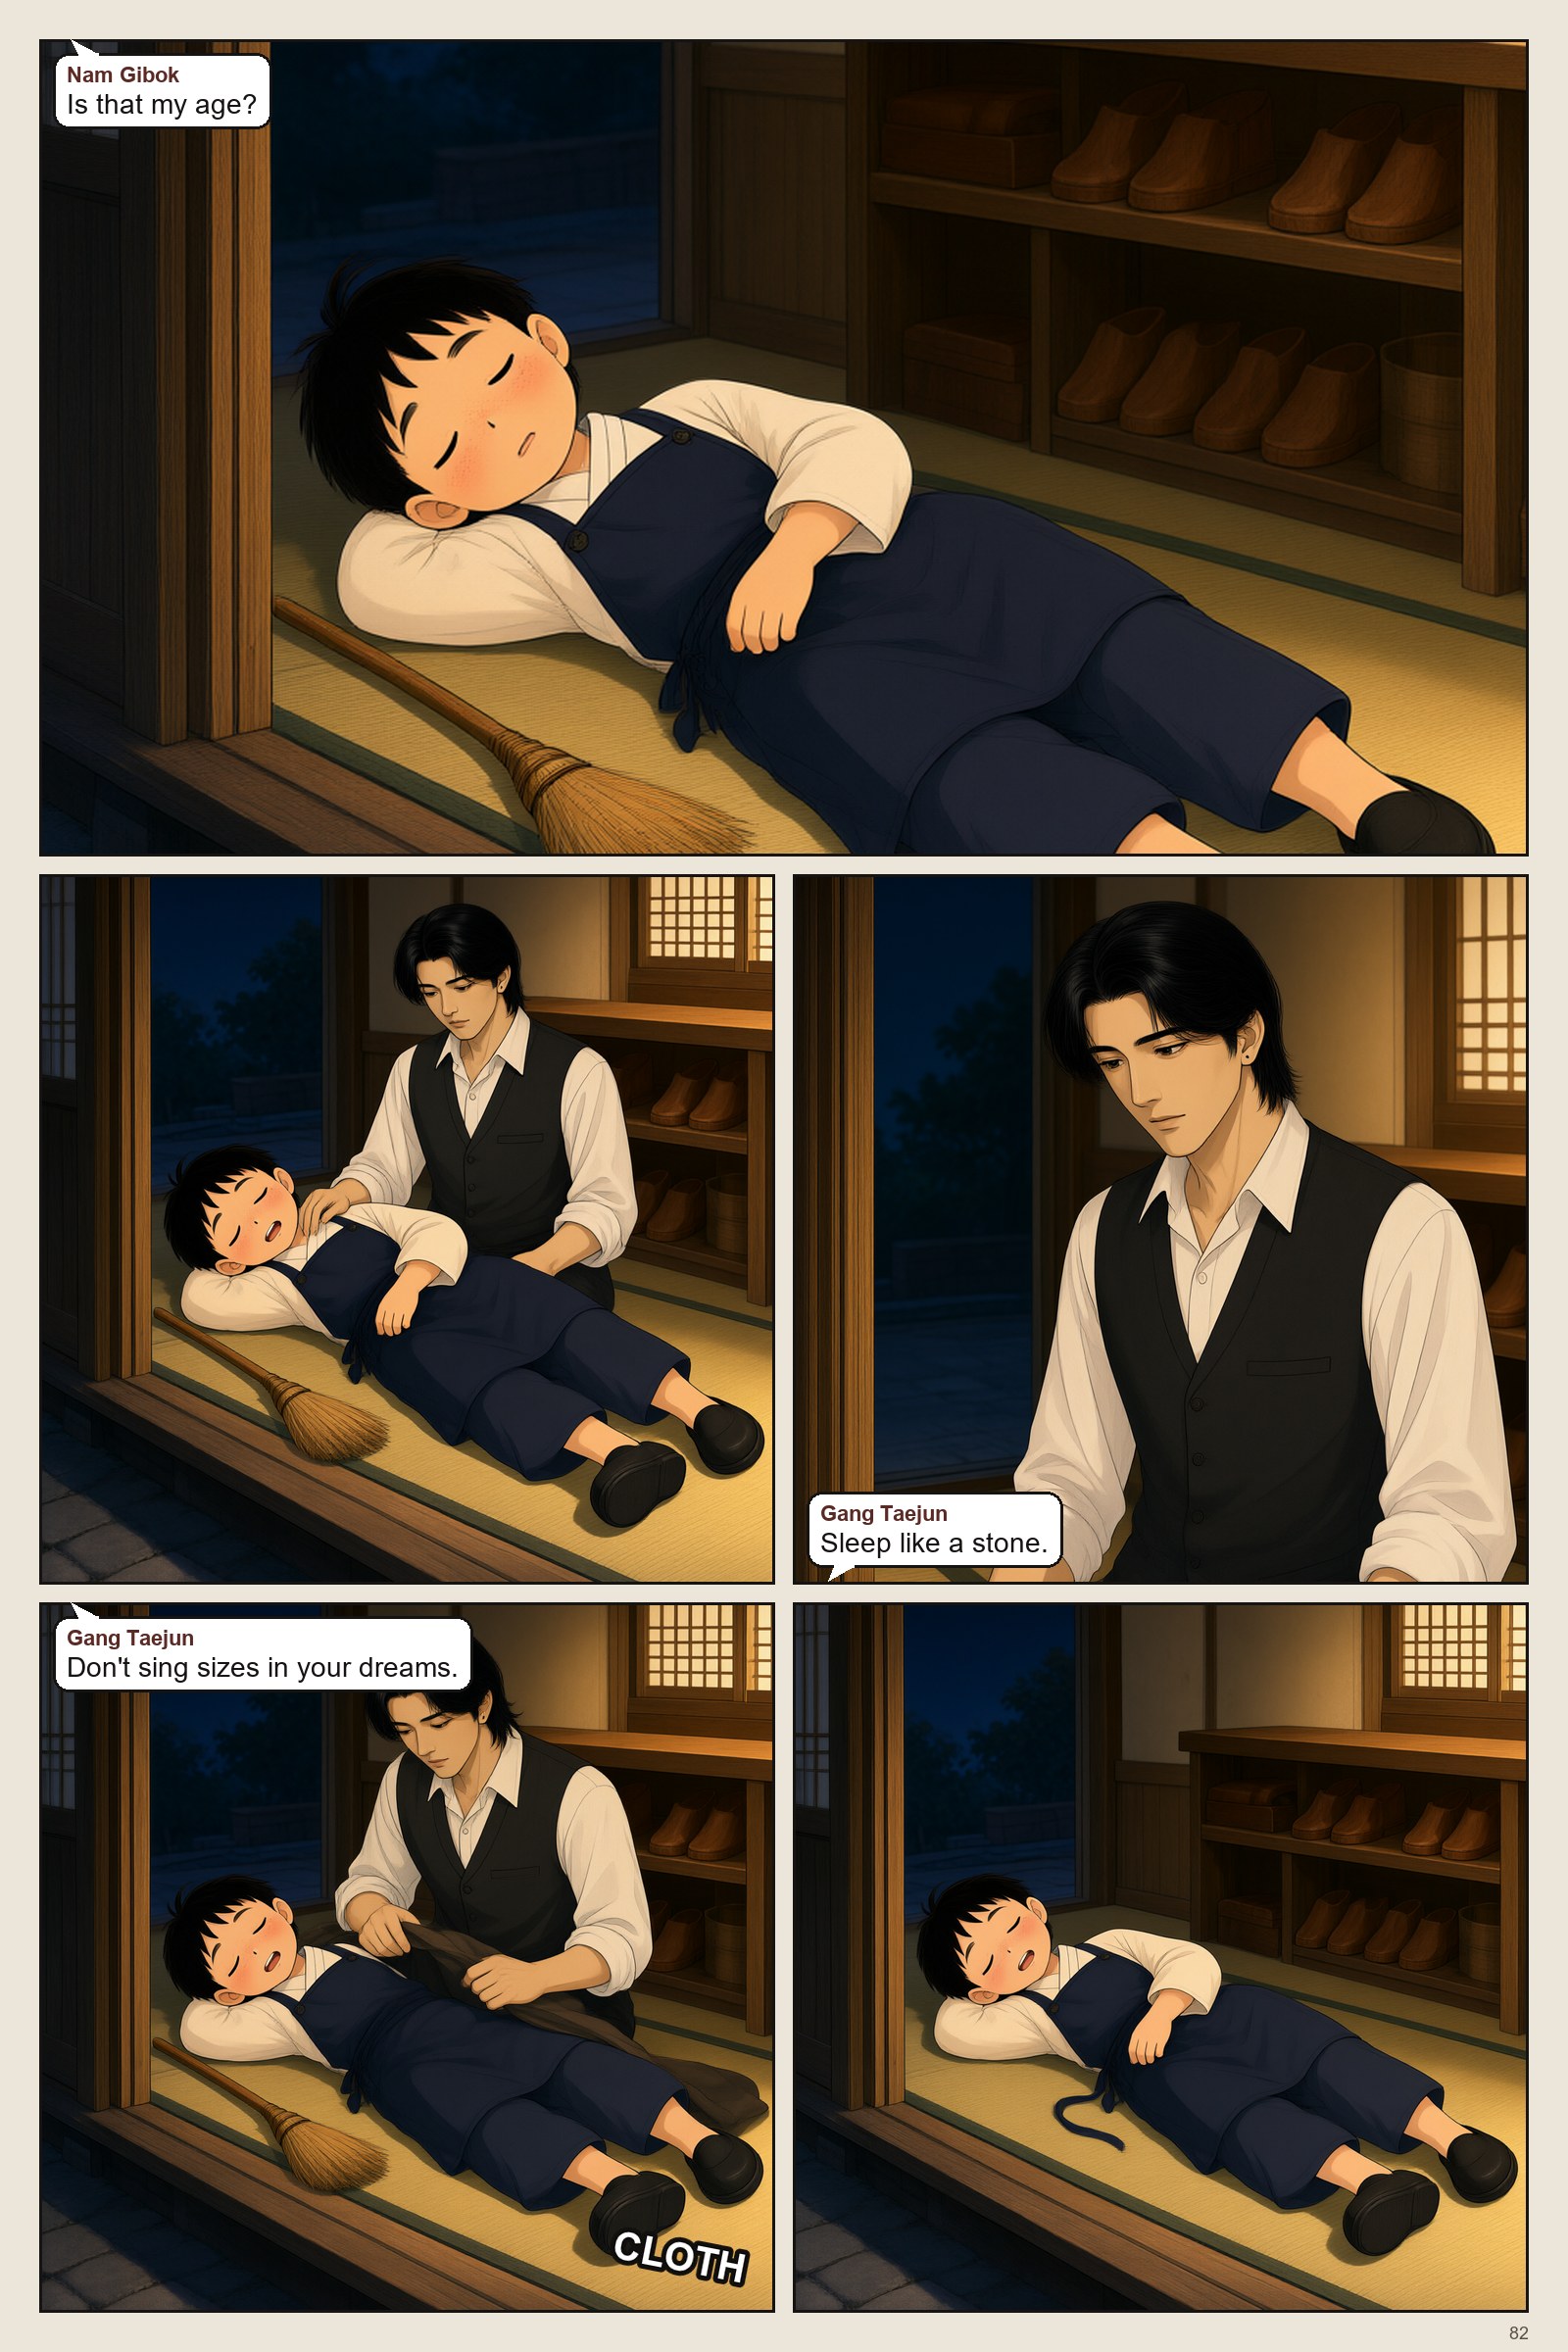 Nam Gibok
Is that my age?
Gang Taejun
Sleep like a stone.
Gang Taejun
Don't sing sizes in your dreams.
CLOTH
82